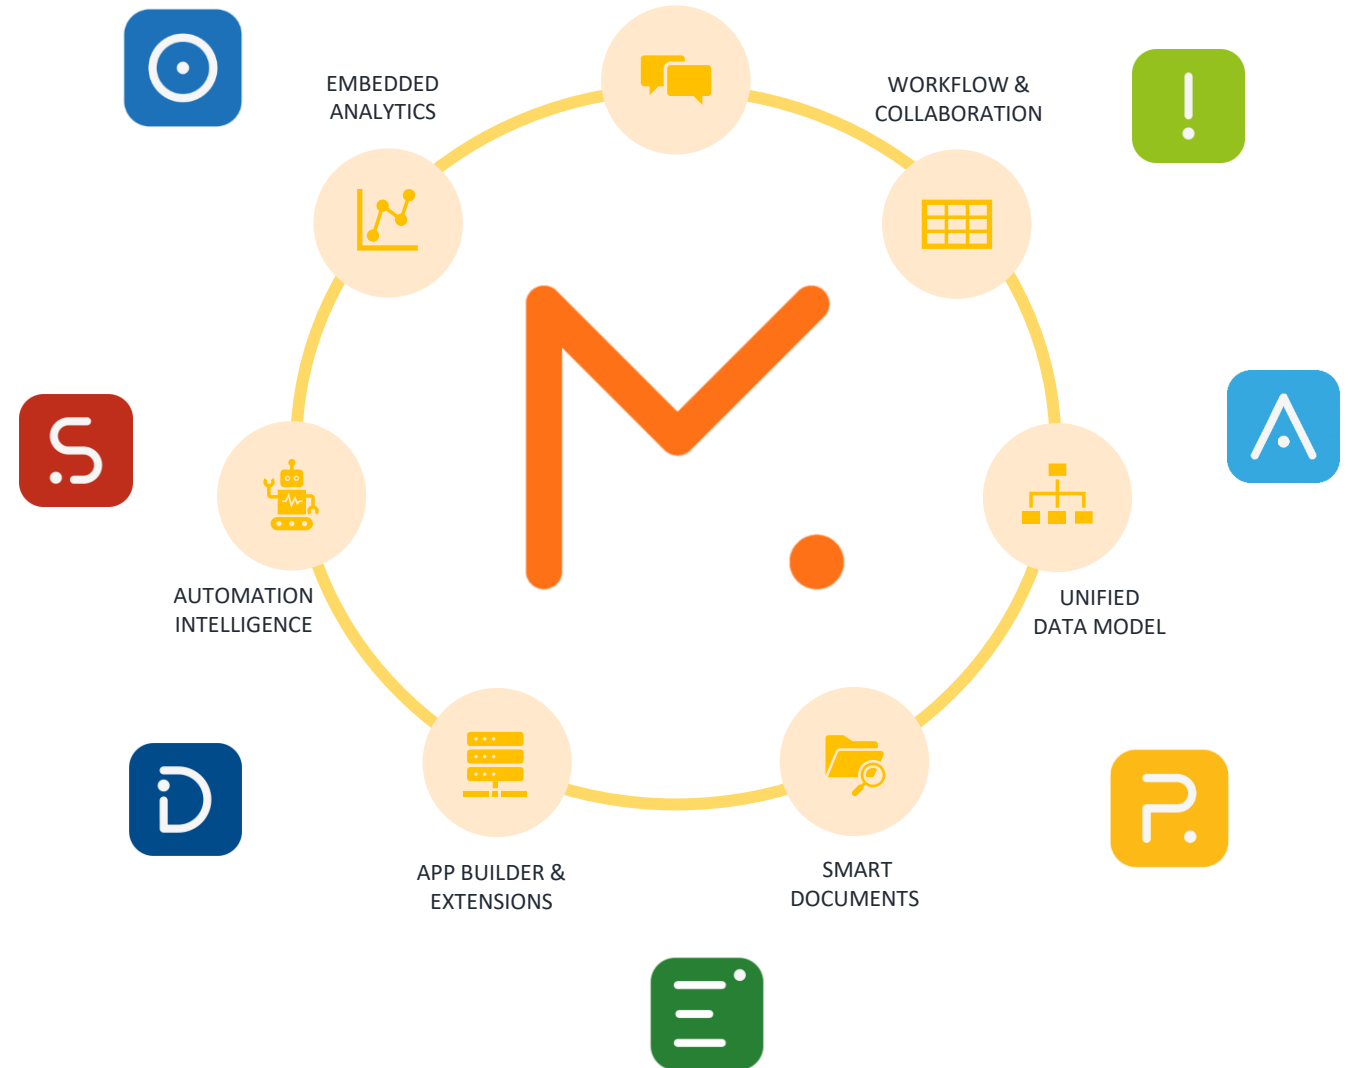 EMBEDDED
ANALYTICS
WORKFLOW &
COLLABORATION
AUTOMATION
INTELLIGENCE
UNIFIED
DATA MODEL
APP BUILDER &
EXTENSIONS
SMART
DOCUMENTS